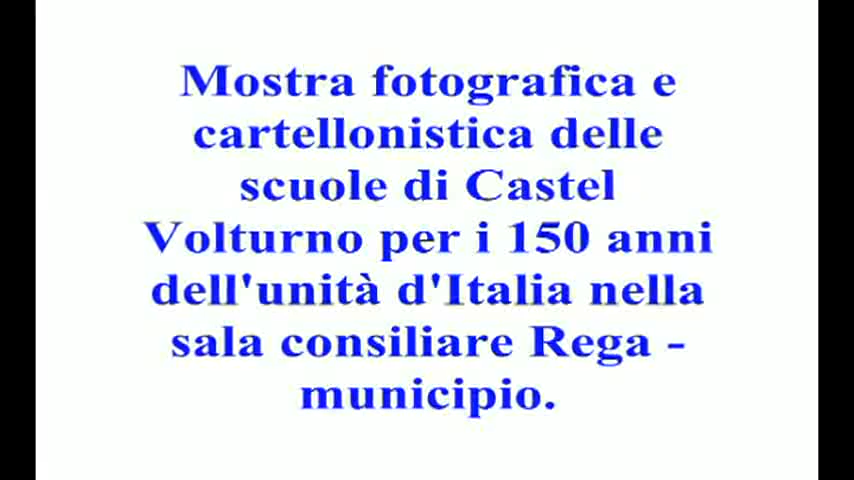 Mostra fotografica e
cartellonistica delle
scuole di Castel
Volturno per i 150 anni
dell'unità d'Italia nella
sala consiliare Rega -
municipio.